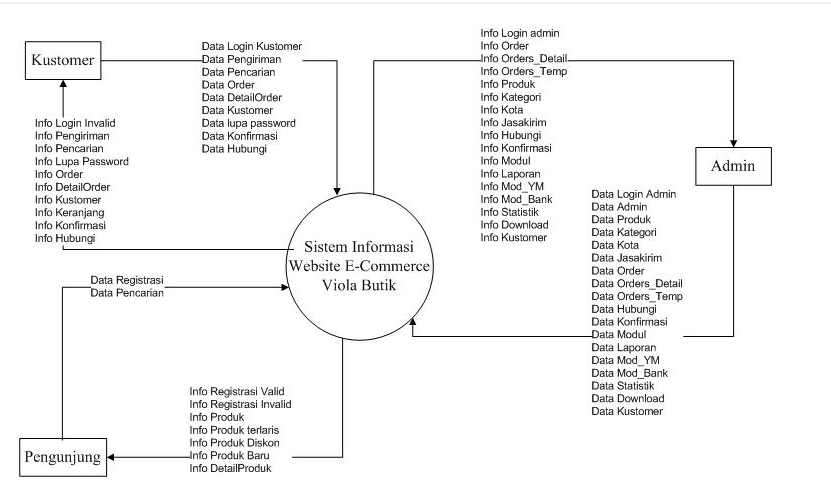 Kustomer
Data Login Kustomer
Data Pengiriman
Data Pencarian
Data Order
Data DetailOrder
Data Kustomer
Data lupa password
Data Konfirmasi
Data Hubungi
Info Login admin
Info Order
Info Orders_Detail
Info Orders_Temp
Info Produk
Info Kategori
Info Kota
Info Jasakirim
Info Hubungi
Info Konfirmasi
Info Modul
Info Laporan
Info Mod_YM
Info Mod_Bank
Info Statistik
Info Download
Info Kustomer
Admin
Info Login Invalid
Info Pengiriman
Info Pencarian
Info Lupa Password
Info Order
Info DetailOrder
Info Kustomer
Info Keranjang
Info Konfirmasi
Info Hubungi
Sistem Informasi
Website E-Commerce
Viola Butik
Data Login Admin
Data Admin
Data Produk
Data Kategori
Data Kota
Data Jasakirim
Data Order
Data Orders_Detail
Data Orders_Temp
Data Hubungi
Data Konfirmasi
Data Modul
Data Laporan
Data Mod_YM
Data Mod_Bank
Data Statistik
Data Download
Data Kustomer
Data Registrasi
Data Pencarian
Info Registrasi Valid
Info Registrasi Invalid
Info Produk
Info Produk terlaris
Info Produk Diskon
Info Produk Baru
Info DetailProduk
Pengunjung